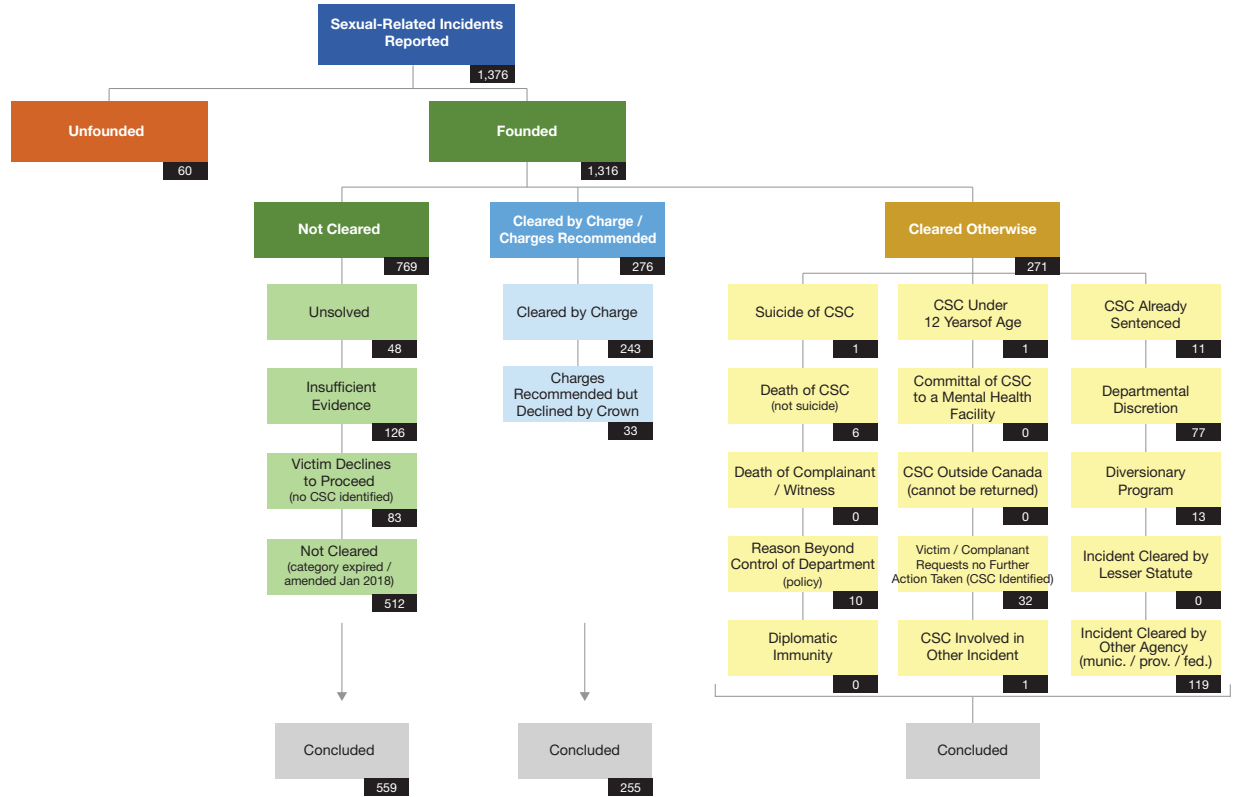 Sexual-Related Incidents
Reported
1,376
Unfounded
60
Founded
1,316
Not Cleared
769
Cleared by Charge /
Charges Recommended
276
Cleared Otherwise
271
Unsolved
48
Insufficient
Evidence
126
Victim Declines
to Proceed
(no CSC identified)
83
Not Cleared
(category expired /
amended Jan 2018)
512
Cleared by Charge
243
Charges
Recommended but
Declined by Crown
33
Suicide of CSC
1
CSC Under
12 Yearsof Age
1
CSC Already
Sentenced
11
Death of CSC
(not suicide)
6
Committal of CSC
to a Mental Health
Facility
0
Departmental
Discretion
77
Death of Complainant
/ Witness
0
CSC Outside Canada
(cannot be returned)
0
Diversionary
Program
13
Reason Beyond
Control of Department
(policy)
10
Victim / Complanant
Requests no Further
Action Taken (CSC Identified)
32
Incident Cleared by
Lesser Statute
0
Diplomatic
Immunity
0
CSC Involved in
Other Incident
1
Incident Cleared by
Other Agency
(munic. / prov. / fed.)
119
Concluded
559
Concluded
255
Concluded